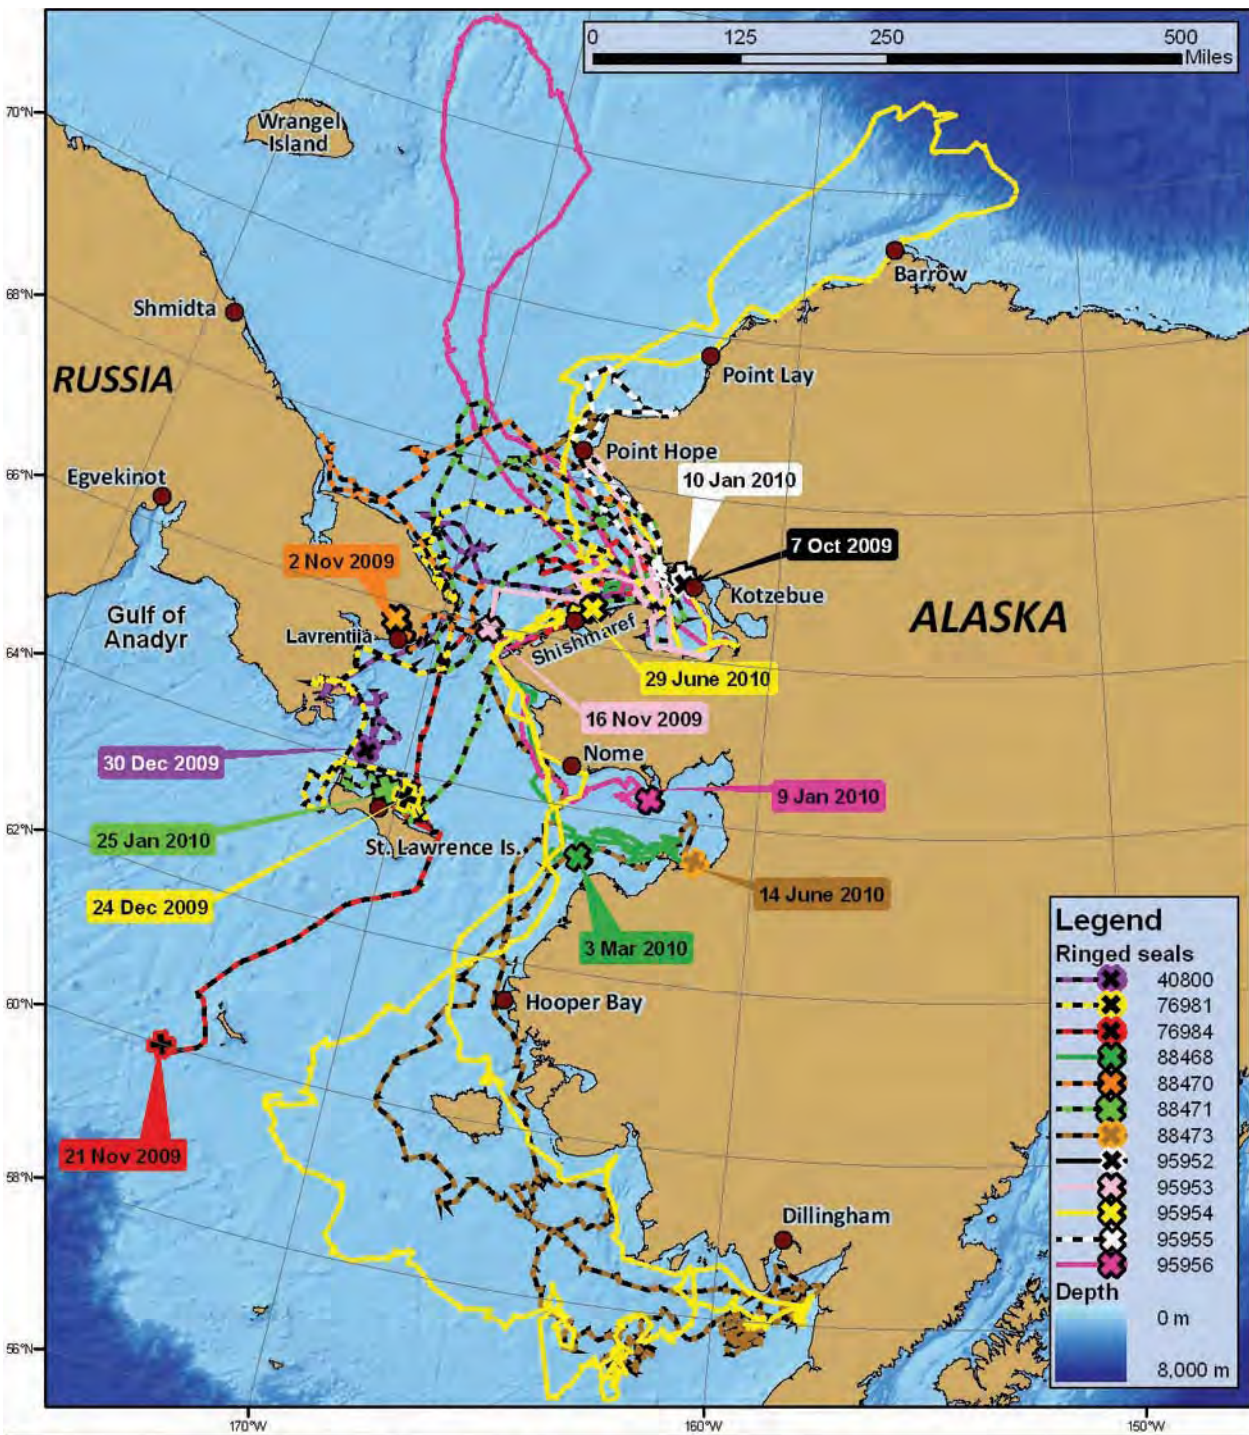 0 125 250 500
Miles
70°N
Wrangel
Island
Barrow
68°N
Shmidta
RUSSIA
Point Lay
66°N
Point Hope
Egvekinot
10 Jan 2010
7 Oct 2009
2 Nov 2009
Kotzebue
Gulf of
Anadyr
ALASKA
Lavrentiiâ
Shishmaref
64°N
29 June 2010
16 Nov 2009
Nome
30 Dec 2009
9 Jan 2010
62°N
25 Jan 2010
St. Lawrence Is.
14 June 2010
24 Dec 2009
3 Mar 2010
Legend
Ringed seals
40800
76981
76984
88468
88470
88471
88473
95952
95953
95954
95955
95956
Depth
0 m
8,000 m
60°N
Hooper Bay
21 Nov 2009
58°N
Dillingham
56°N
170°W
160°W
150°W